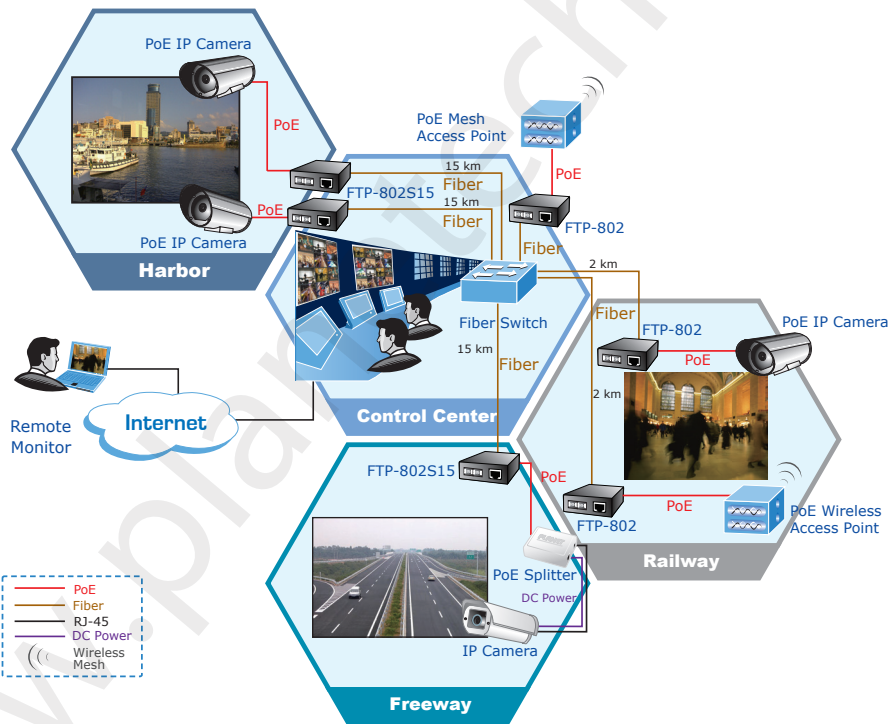 PoE IP Camera
PoE
PoE Mesh
Access Point
PoE
15 km
Fiber
FTP-802S15
15 km
Fiber
PoE
FTP-802
Fiber
PoE IP Camera
Harbor
2 km
Fiber Switch
Fiber
FTP-802
PoE IP Camera
15 km
Fiber
PoE
2 km
Remote
Monitor
Internet
Control Center
FTP-802S15
PoE
PoE
FTP-802
PoE Wireless
Access Point
Railway
PoE Splitter
DC Power
IP Camera
Freeway
PoE
Fiber
RJ-45
DC Power
Wireless
Mesh
w.planetech